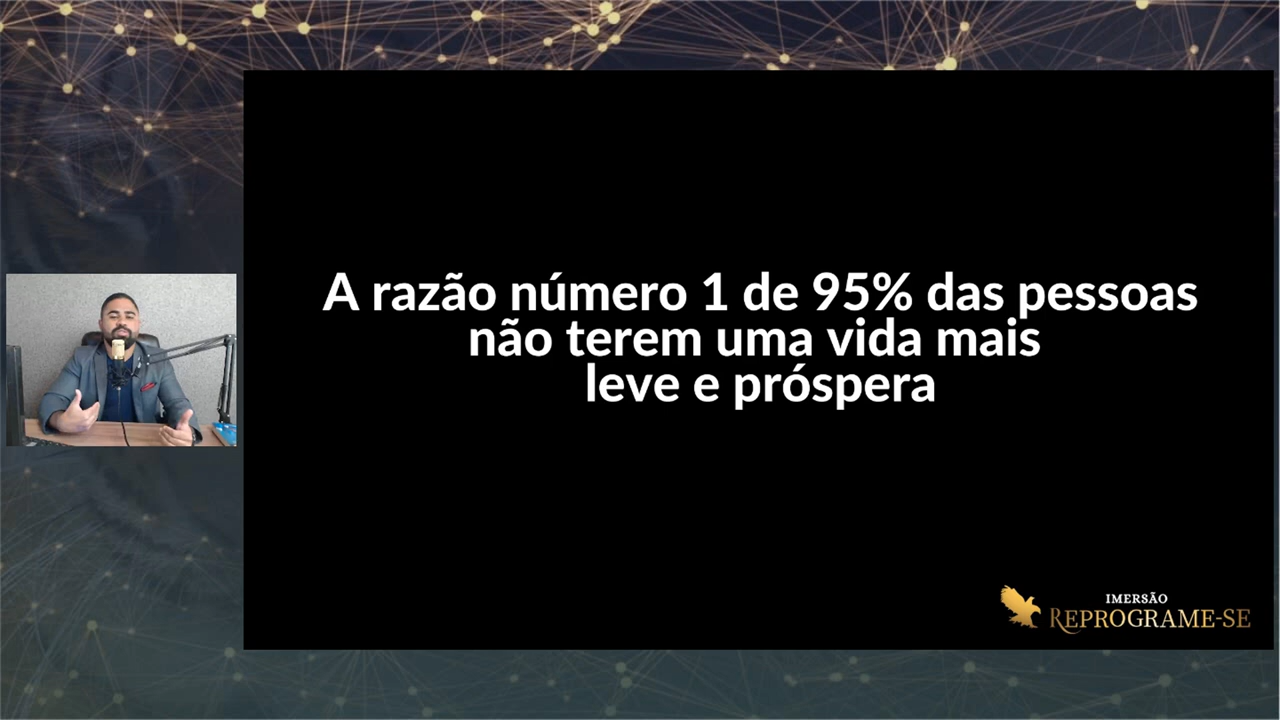 A razão número 1 de 95% das pessoas
não terem uma vida mais
leve e próspera
IMERSÃO
REPROGRAME-SE